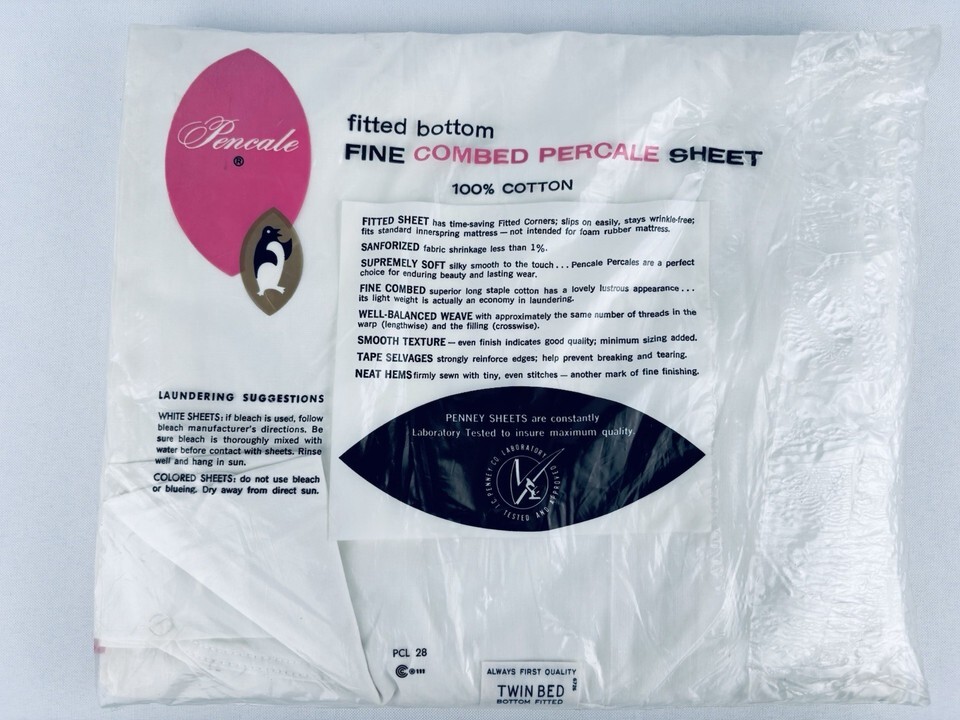 Pencale
®
fitted bottom
FINE COMBED PERCALE SHEET
100% COTTON
FITTED SHEET has time-saving Fitted Corners; slips on easily, stays wrinkle-free;
fits standard innerspring mattress — not intended for foam rubber mattress.
SANFORIZED fabric shrinkage less than 1%.
SUPREMELY SOFT silky smooth to the touch . . . Pencale Percales are a perfect
choice for enduring beauty and lasting wear.
FINE COMBED superior long staple cotton has a lovely lustrous appearance . . .
its light weight is actually an economy in laundering.
WELL-BALANCED WEAVE with approximately the same number of threads in the
warp (lengthwise) and the filling (crosswise).
SMOOTH TEXTURE — even finish indicates good quality; minimum sizing added.
TAPE SELVAGES strongly reinforce edges; help prevent breaking and tearing.
NEAT HEMS firmly sewn with tiny, even stitches — another mark of fine finishing.
PENNEY SHEETS are constantly
Laboratory Tested to insure maximum quality.
J.C. PENNEY CO. LABORATORY
TESTED AND APPROVED
LAUNDERING SUGGESTIONS
WHITE SHEETS: if bleach is used, follow
bleach manufacturer's directions. Be
sure bleach is thoroughly mixed with
water before contact with sheets. Rinse
well and hang in sun.
COLORED SHEETS: do not use bleach
or blueing. Dry away from direct sun.
PCL 28
ALWAYS FIRST QUALITY
TWIN BED
BOTTOM FITTED